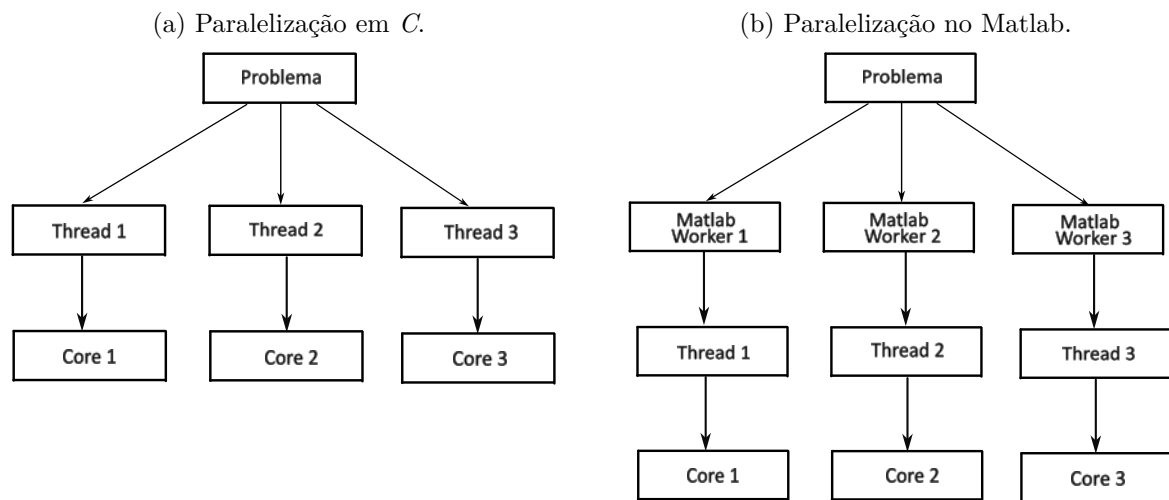 (a) Paralelização em C.
Problema
Thread 1
Thread 2
Thread 3
Core 1
Core 2
Core 3
(b) Paralelização no Matlab.
Problema
Matlab
Worker 1
Matlab
Worker 2
Matlab
Worker 3
Thread 1
Thread 2
Thread 3
Core 1
Core 2
Core 3